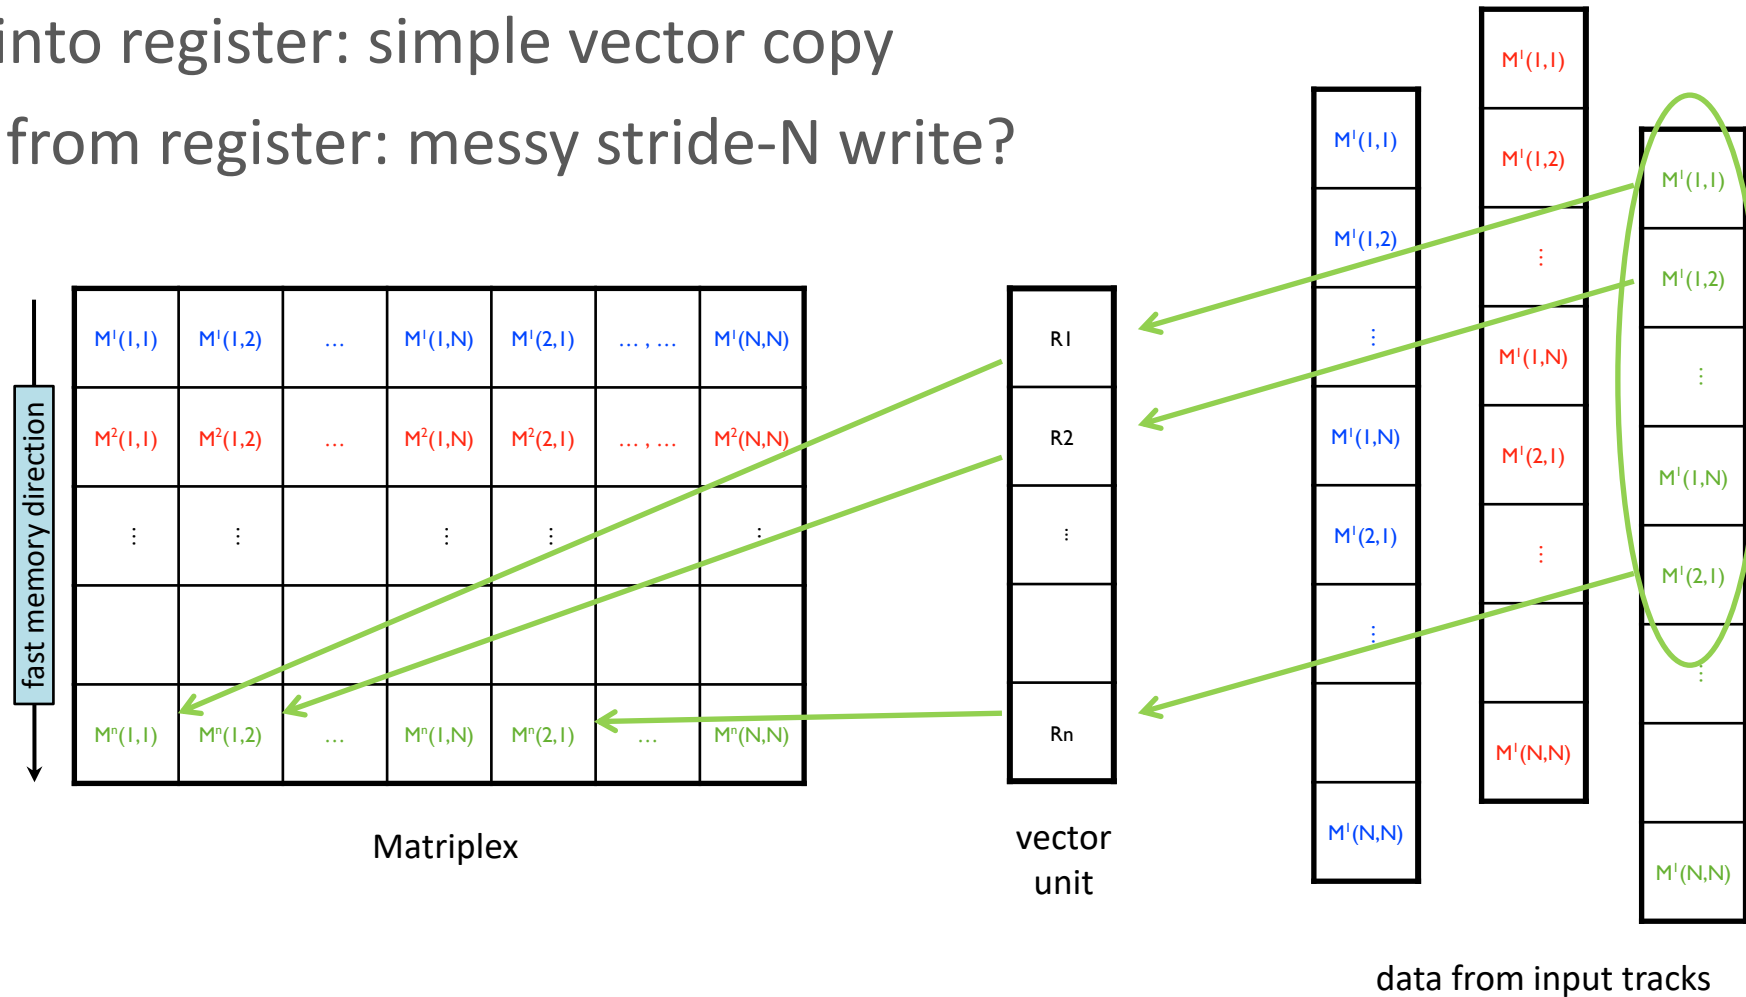 into register: simple vector copy
from register: messy stride-N write?
fast memory direction
M¹(1,1) M¹(1,2) … M¹(1,N) M¹(2,1) … , … M¹(N,N)
M²(1,1) M²(1,2) … M²(1,N) M²(2,1) … , … M²(N,N)
⋮ ⋮ ⋮ ⋮ ⋮
Mⁿ(1,1) Mⁿ(1,2) … Mⁿ(1,N) Mⁿ(2,1) … Mⁿ(N,N)
Matriplex
R1
R2
⋮
Rn
vector
unit
M¹(1,1)
M¹(1,2)
⋮
M¹(1,N)
M¹(2,1)
⋮
M¹(N,N)
M¹(1,1)
M¹(1,2)
⋮
M¹(1,N)
M¹(2,1)
⋮
M¹(N,N)
M¹(1,1)
M¹(1,2)
⋮
M¹(1,N)
M¹(2,1)
⋮
M¹(N,N)
data from input tracks